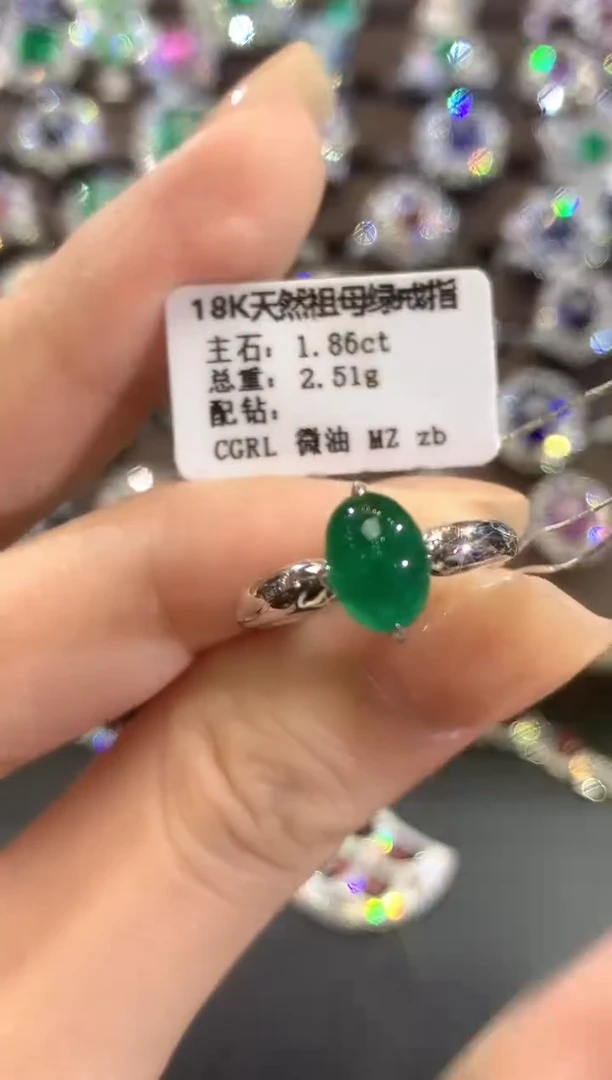 18K天然祖母绿戒指
主石: 1.86ct
总重: 2.51g
配钻:
CGRL 微油 MZ zb